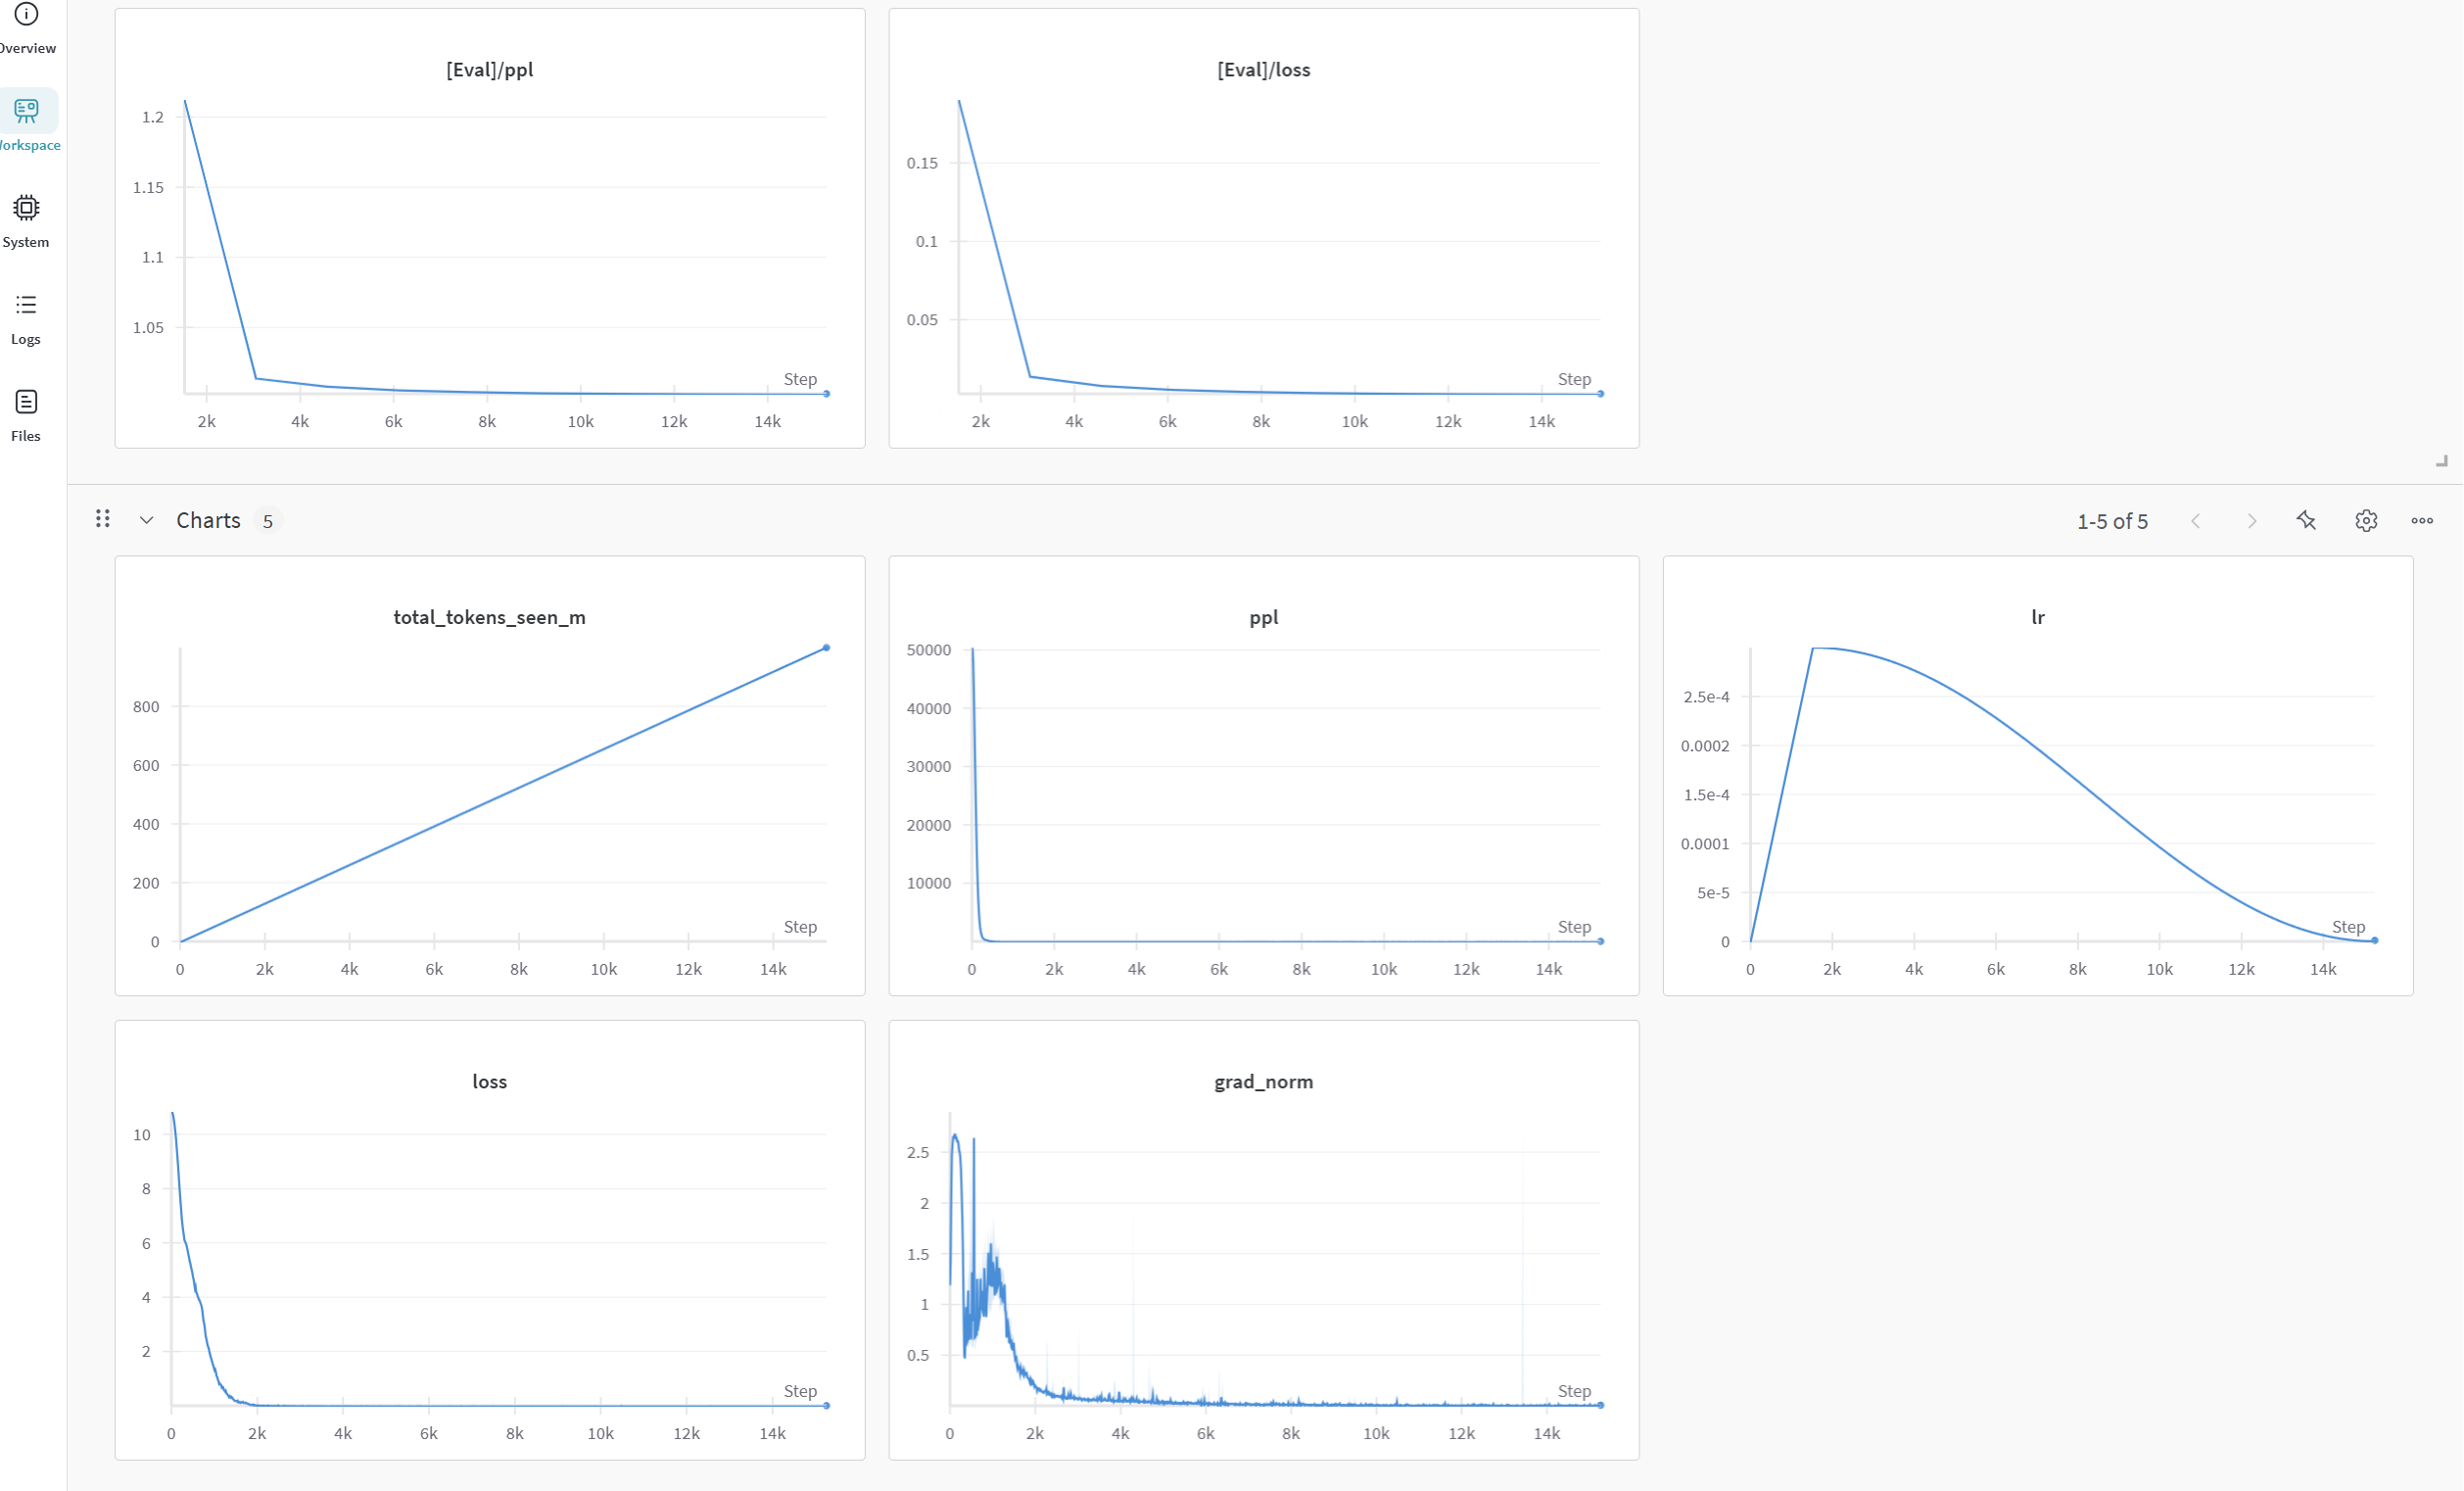 Overview
Workspace
System
Logs
Files
[Eval]/ppl
1.2
1.15
1.1
1.05
Step
2k 4k 6k 8k 10k 12k 14k
[Eval]/loss
0.15
0.1
0.05
Step
2k 4k 6k 8k 10k 12k 14k
Charts 5
1-5 of 5
total_tokens_seen_m
800
600
400
200
0
Step
0 2k 4k 6k 8k 10k 12k 14k
ppl
50000
40000
30000
20000
10000
Step
0 2k 4k 6k 8k 10k 12k 14k
lr
2.5e-4
0.0002
1.5e-4
0.0001
5e-5
0
Step
0 2k 4k 6k 8k 10k 12k 14k
loss
10
8
6
4
2
Step
0 2k 4k 6k 8k 10k 12k 14k
grad_norm
2.5
2
1.5
1
0.5
Step
0 2k 4k 6k 8k 10k 12k 14k